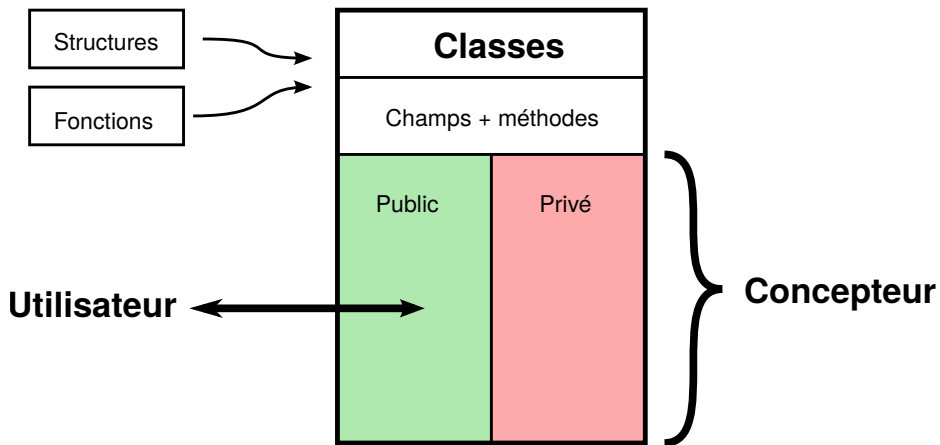 Structures
Fonctions
Classes
Champs + méthodes
Public
Privé
Utilisateur
Concepteur